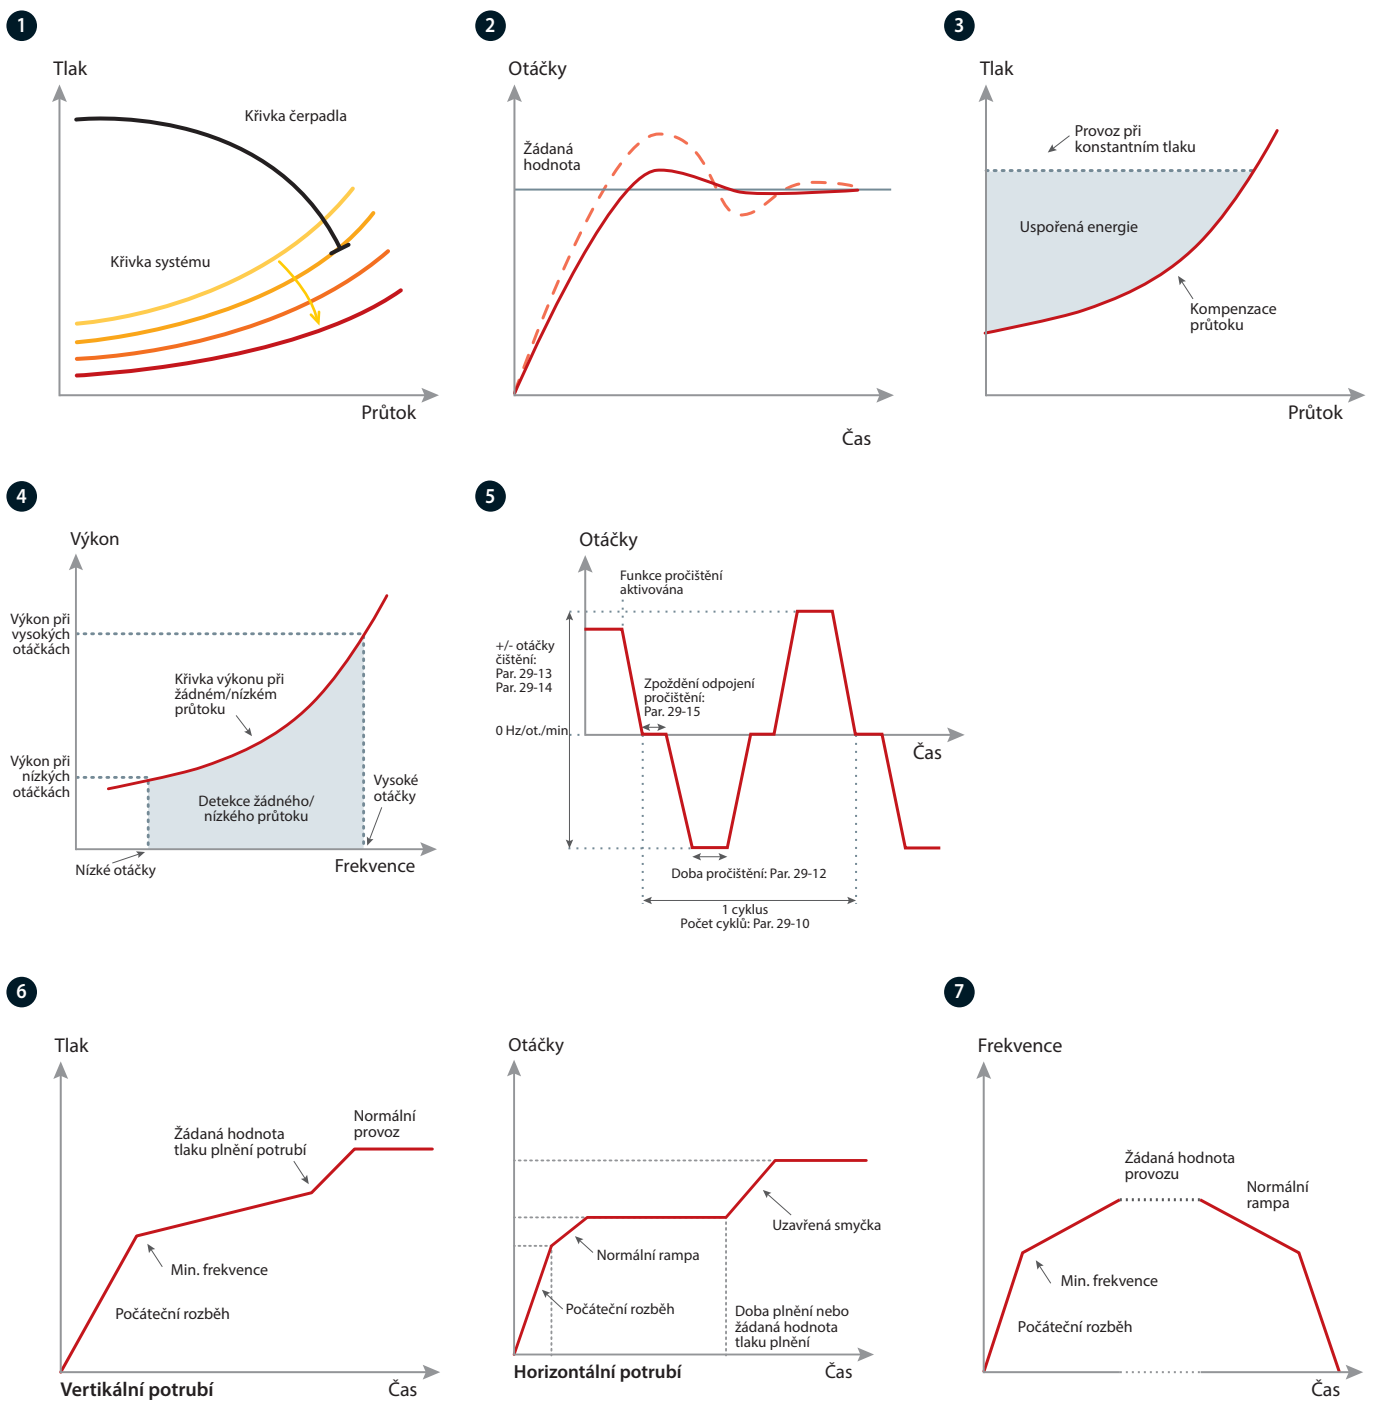 1
Tlak
Křivka čerpadla
Křivka systému
Průtok
2
Otáčky
Žádaná
hodnota
Čas
3
Tlak
Provoz při
konstantním tlaku
Uspořená energie
Kompenzace
průtoku
Průtok
4
Výkon
Výkon při
vysokých
otáčkách
Křivka výkonu při
žádném/nízkém
průtoku
Výkon při
nízkých
otáčkách
Detekce žádného/
nízkého průtoku
Vysoké
otáčky
Nízké otáčky
Frekvence
5
Otáčky
Funkce pročištění
aktivována
+/- otáčky
čištění:
Par. 29-13
Par. 29-14
Zpoždění odpojení
pročištění:
Par. 29-15
0 Hz/ot./min.
Čas
Doba pročištění: Par. 29-12
1 cyklus
Počet cyklů: Par. 29-10
6
Tlak
Žádaná hodnota
tlaku plnění potrubí
Normální
provoz
Min. frekvence
Počáteční rozběh
Vertikální potrubí
Čas
Otáčky
Uzavřená smyčka
Normální rampa
Počáteční rozběh
Doba plnění nebo
žádaná hodnota
tlaku plnění
Horizontální potrubí
Čas
7
Frekvence
Žádaná hodnota
provozu
Normální
rampa
Min. frekvence
Počáteční rozběh
Čas